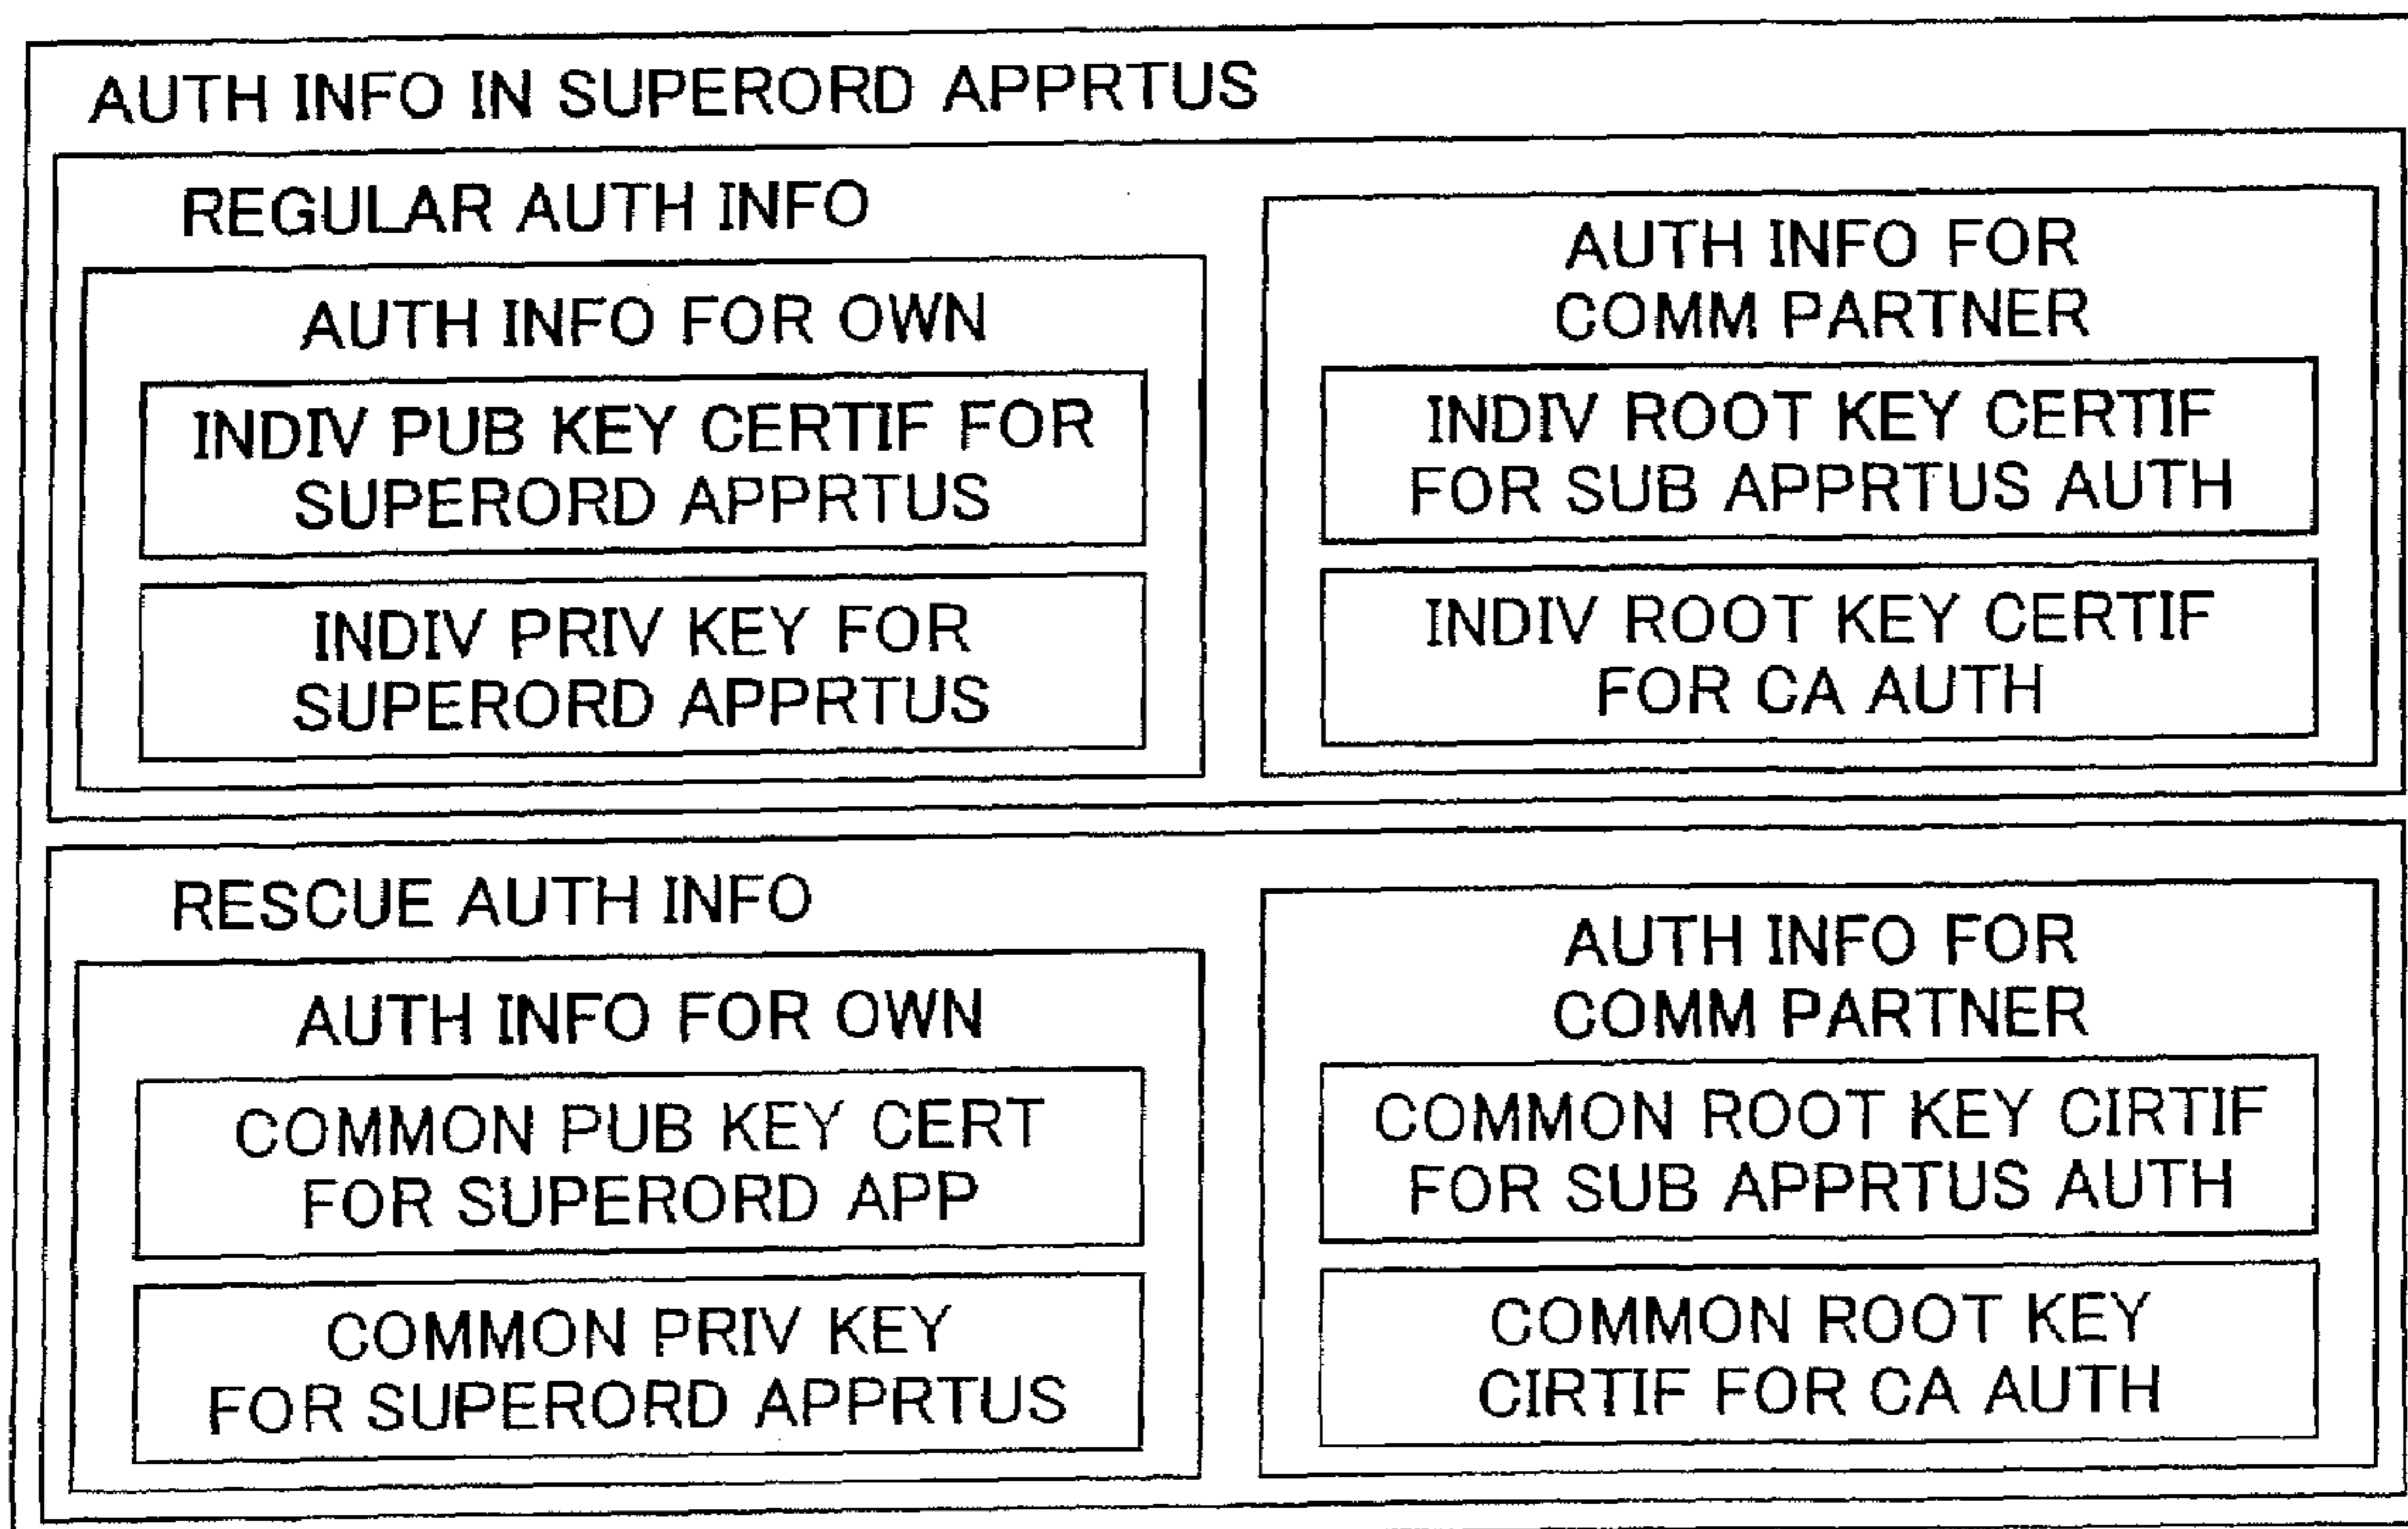 AUTH INFO IN SUPERORD APPRTUS
REGULAR AUTH INFO
AUTH INFO FOR OWN
INDIV PUB KEY CERTIF FOR
SUPERORD APPRTUS
INDIV PRIV KEY FOR
SUPERORD APPRTUS
AUTH INFO FOR
COMM PARTNER
INDIV ROOT KEY CERTIF
FOR SUB APPRTUS AUTH
INDIV ROOT KEY CERTIF
FOR CA AUTH
RESCUE AUTH INFO
AUTH INFO FOR OWN
COMMON PUB KEY CERT
FOR SUPERORD APP
COMMON PRIV KEY
FOR SUPERORD APPRTUS
AUTH INFO FOR
COMM PARTNER
COMMON ROOT KEY CIRTIF
FOR SUB APPRTUS AUTH
COMMON ROOT KEY
CIRTIF FOR CA AUTH